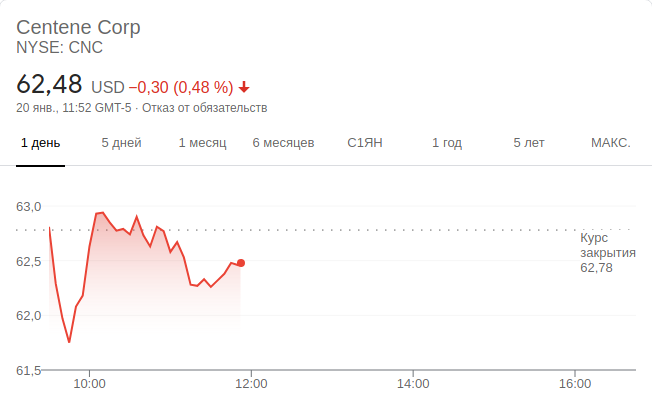 Centene Corp
NYSE: CNC
62,48 USD −0,30 (0,48 %)
20 янв., 11:52 GMT-5 · Отказ от обязательств
1 день 5 дней 1 месяц 6 месяцев С1ЯН 1 год 5 лет МАКС.
63,0
Курс
закрытия
62,78
62,5
62,0
61,5
10:00 12:00 14:00 16:00